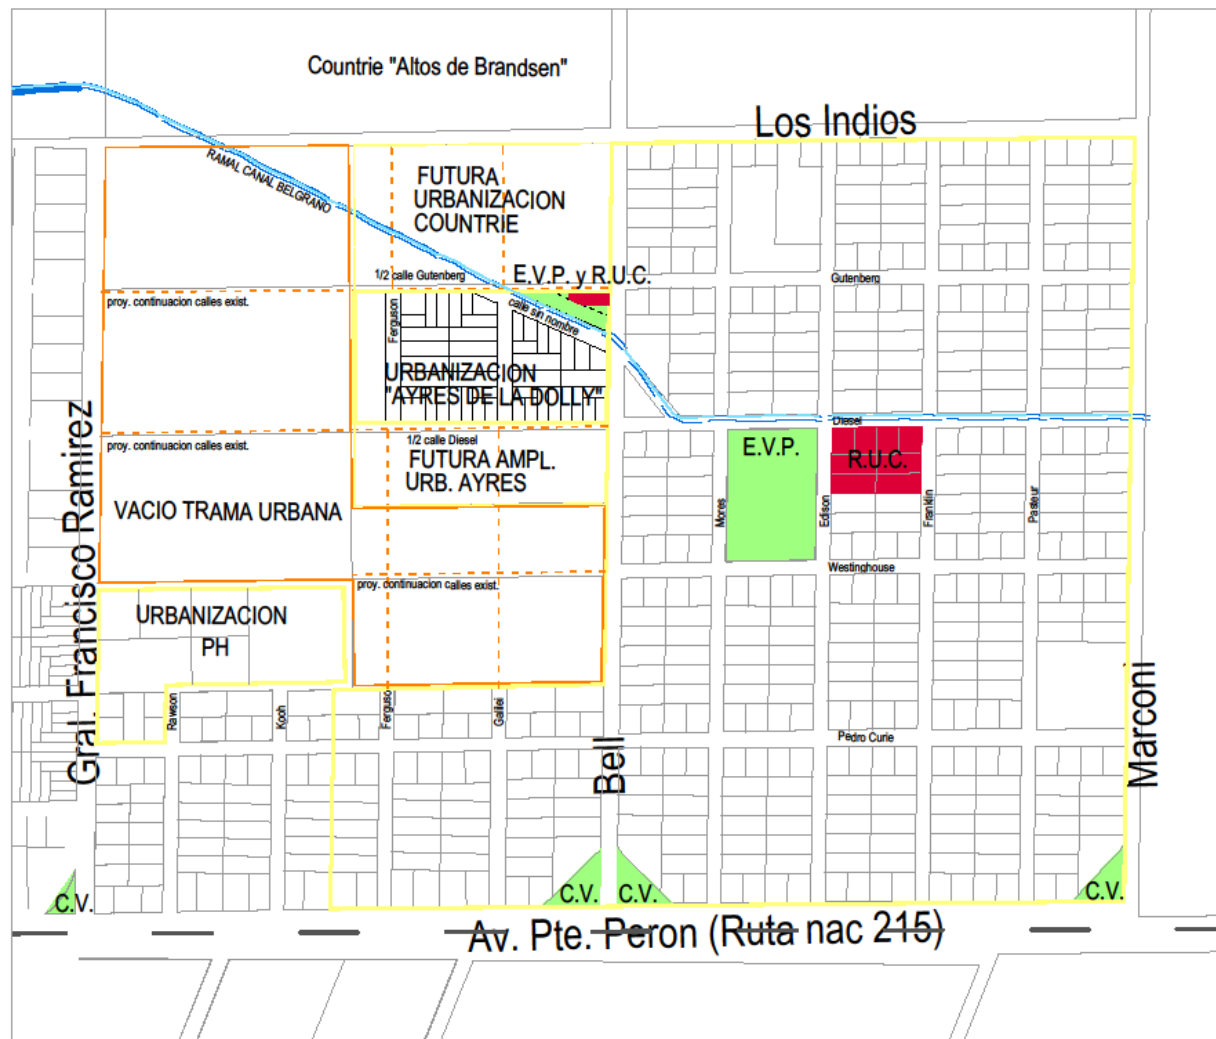 Countrie "Altos de Brandsen"
Los Indios
RAMAL CANAL BELGRANO
FUTURA
URBANIZACION
COUNTRIE
1/2 calle Gutenberg
E.V.P. y R.U.C.
Gutenberg
proy. continuacion calles exist.
Ferguson
calle sin nombre
URBANIZACION
"AYRES DE LA DOLLY"
Diesel
proy. continuacion calles exist.
1/2 calle Diesel
FUTURA AMPL.
URB. AYRES
E.V.P.
R.U.C.
VACIO TRAMA URBANA
Mores
Edison
Franklin
Pasteur
Westinghouse
proy. continuacion calles exist.
Gral. Francisco Ramirez
URBANIZACION
PH
Rawson
Koch
Ferguso
Galilei
Pedro Curie
Bell
Marconi
C.V.
C.V.
C.V.
C.V.
Av. Pte. Peron (Ruta nac 215)